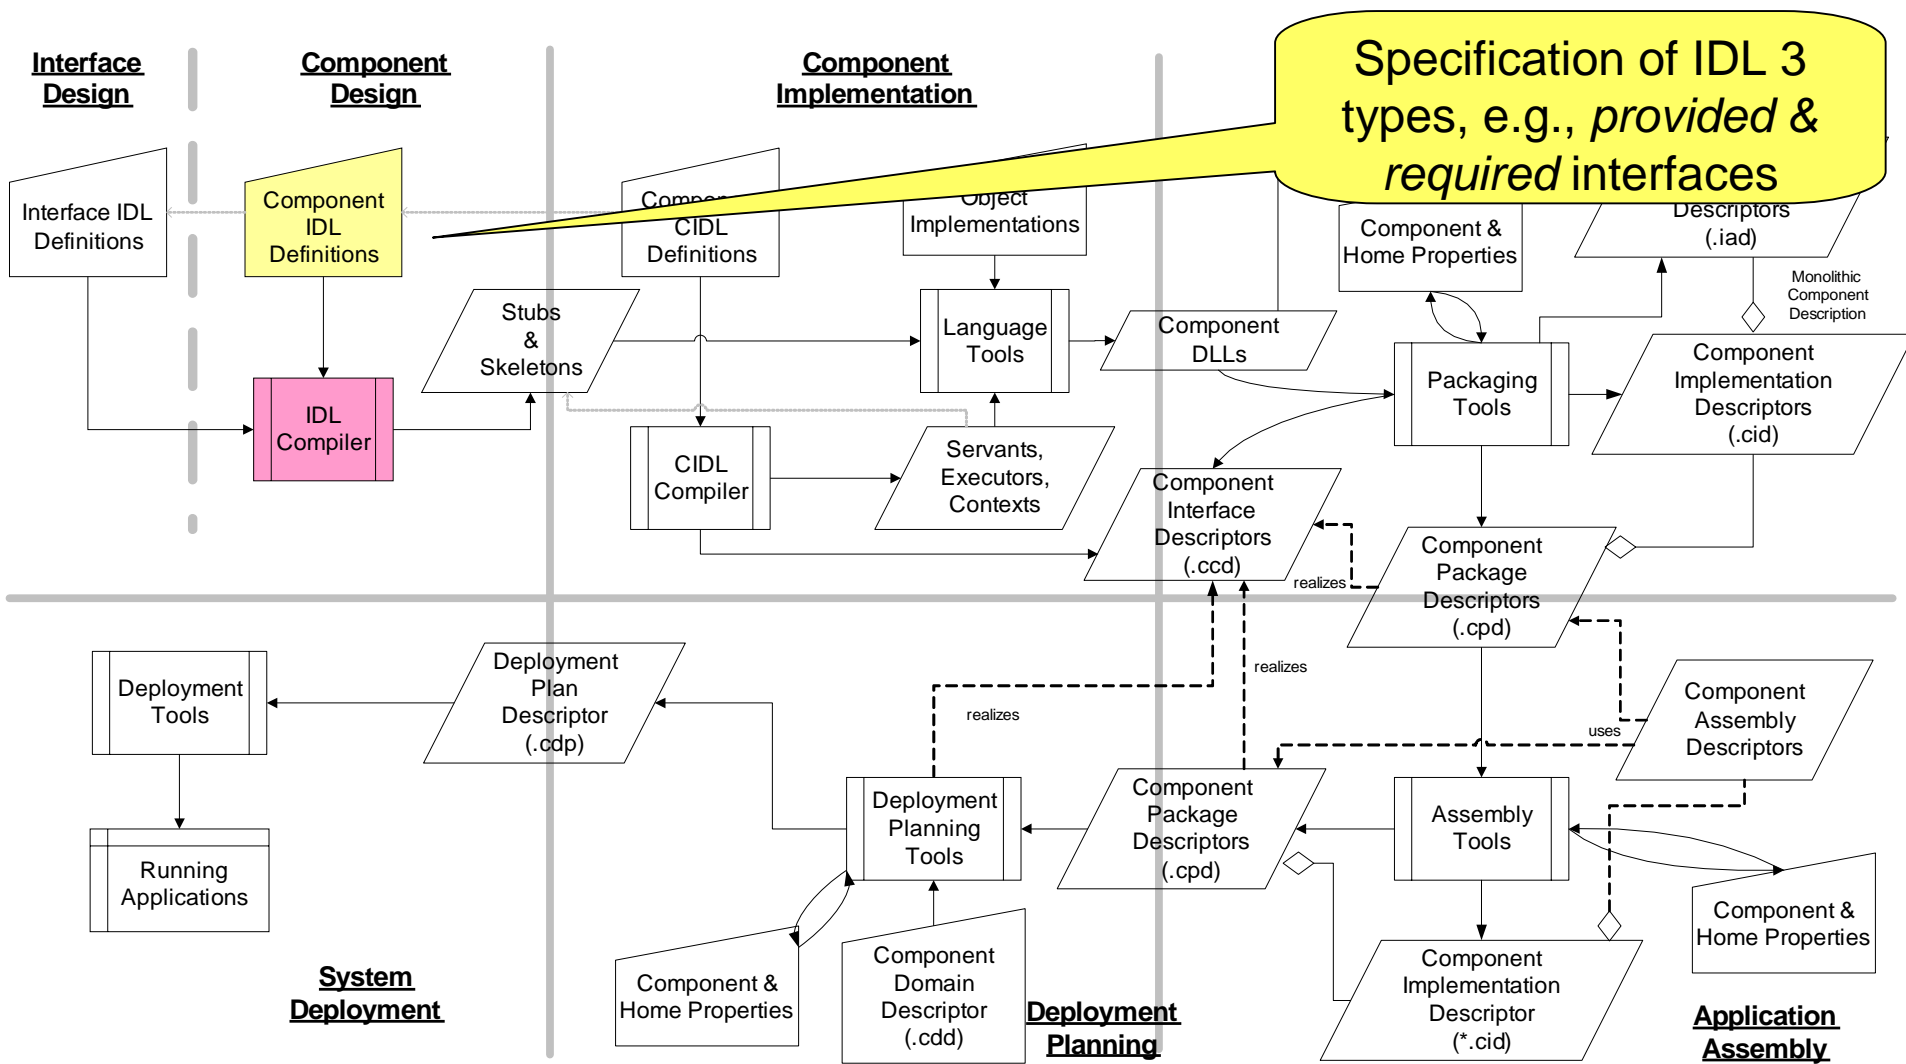 Interface
Design
Component
Design
Component
Implementation
Specification of IDL 3
types, e.g., provided &
required interfaces
Interface IDL
Definitions
Component
IDL
Definitions
CIDL
Definitions
Object
Implementations
Component &
Home Properties
Descriptors
(.iad)
Monolithic
Component
Description
Stubs
&
Skeletons
Language
Tools
Component
DLLs
Packaging
Tools
Component
Implementation
Descriptors
(.cid)
IDL
Compiler
CIDL
Compiler
Servants,
Executors,
Contexts
Component
Interface
Descriptors
(.ccd)
realizes
Component
Package
Descriptors
(.cpd)
Deployment
Tools
Deployment
Plan
Descriptor
(.cdp)
realizes
realizes
uses
Component
Assembly
Descriptors
Running
Applications
Deployment
Planning
Tools
Component
Package
Descriptors
(.cpd)
Assembly
Tools
Component &
Home Properties
System
Deployment
Component &
Home Properties
Component
Domain
Descriptor
(.cdd)
Deployment
Planning
Component
Implementation
Descriptor
(*.cid)
Application
Assembly